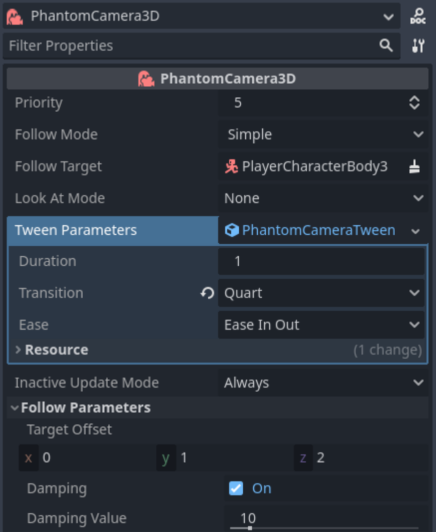 PhantomCamera3D
DOC
Filter Properties
PhantomCamera3D
Priority 5
Follow Mode Simple
Follow Target PlayerCharacterBody3
Look At Mode None
Tween Parameters PhantomCameraTween
Duration 1
Transition Quart
Ease Ease In Out
Resource (1 change)
Inactive Update Mode Always
Follow Parameters
Target Offset
x 0 y 1 z 2
Damping On
Damping Value 10